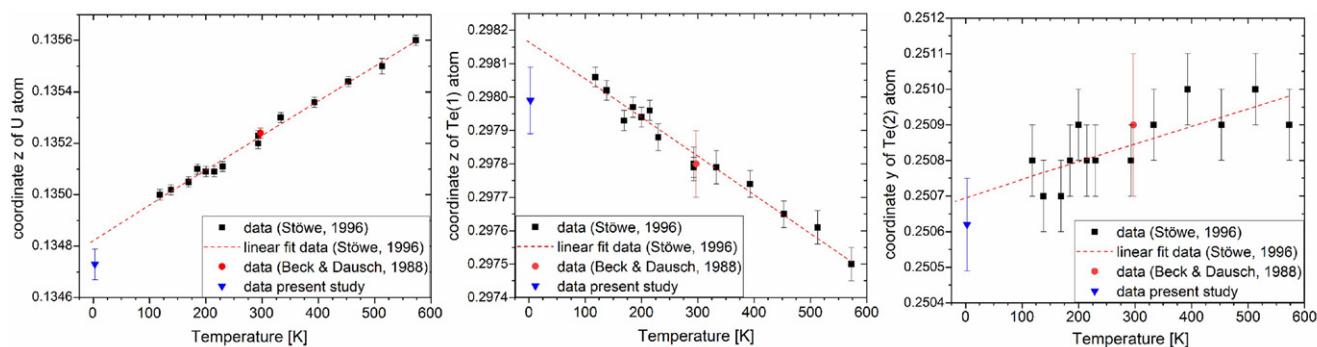 coordinate z of U atom
0.1356
0.1354
0.1352
0.1350
0.1348
0.1346
0 100 200 300 400 500 600
Temperature [K]
data (Stöwe, 1996)
linear fit data (Stöwe, 1996)
data (Beck & Dausch, 1988)
data present study
coordinate z of Te(1) atom
0.2982
0.2981
0.2980
0.2979
0.2978
0.2977
0.2976
0.2975
0.2974
0 100 200 300 400 500 600
Temperature [K]
data (Stöwe, 1996)
linear fit data (Stöwe, 1996)
data (Beck & Dausch, 1988)
data present study
coordinate y of Te(2) atom
0.2512
0.2511
0.2510
0.2509
0.2508
0.2507
0.2506
0.2505
0.2504
0 100 200 300 400 500 600
Temperature [K]
data (Stöwe, 1996)
linear fit data (Stöwe, 1996)
data (Beck & Dausch, 1988)
data present study